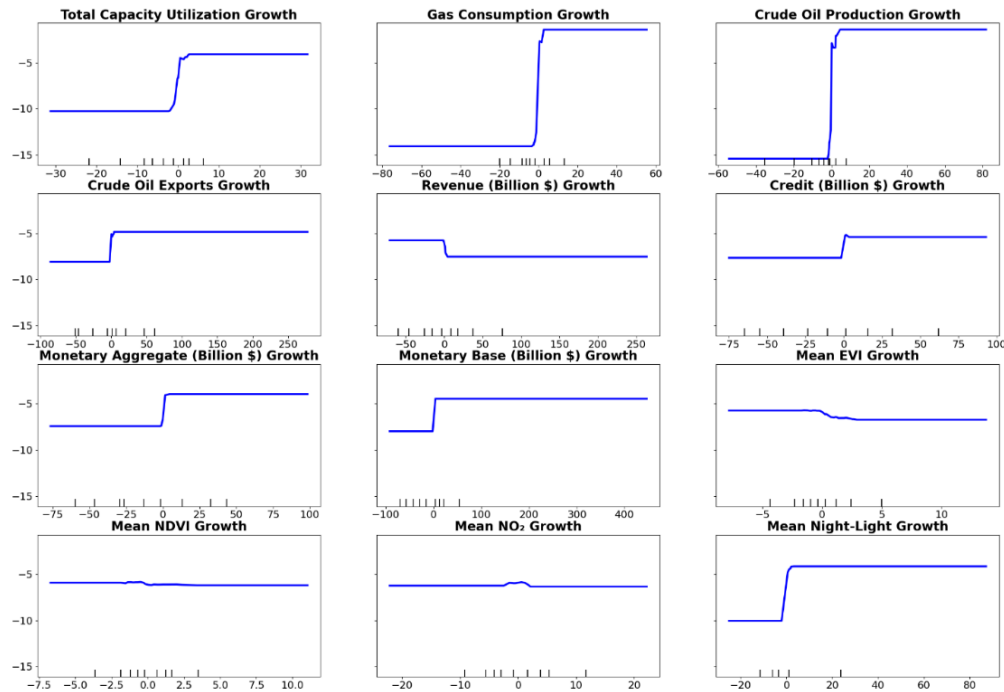 Total Capacity Utilization Growth Gas Consumption Growth Crude Oil Production Growth
−5
−10
−15
−30 −20 −10 0 10 20 30 −80 −60 −40 −20 0 20 40 60 −60 −40 −20 0 20 40 60 80
Crude Oil Exports Growth Revenue (Billion $) Growth Credit (Billion $) Growth
−5
−10
−15
−100 −50 0 50 100 150 200 250 −50 0 50 100 150 200 250 −75 −50 −25 0 25 50 75 100
Monetary Aggregate (Billion $) Growth Monetary Base (Billion $) Growth Mean EVI Growth
−5
−10
−15
−75 −50 −25 0 25 50 75 100 −100 0 100 200 300 400 −5 0 5 10
Mean NDVI Growth Mean NO₂ Growth Mean Night-Light Growth
−5
−10
−15
−7.5 −5.0 −2.5 0.0 2.5 5.0 7.5 10.0 −20 −10 0 10 20 −20 0 20 40 60 80